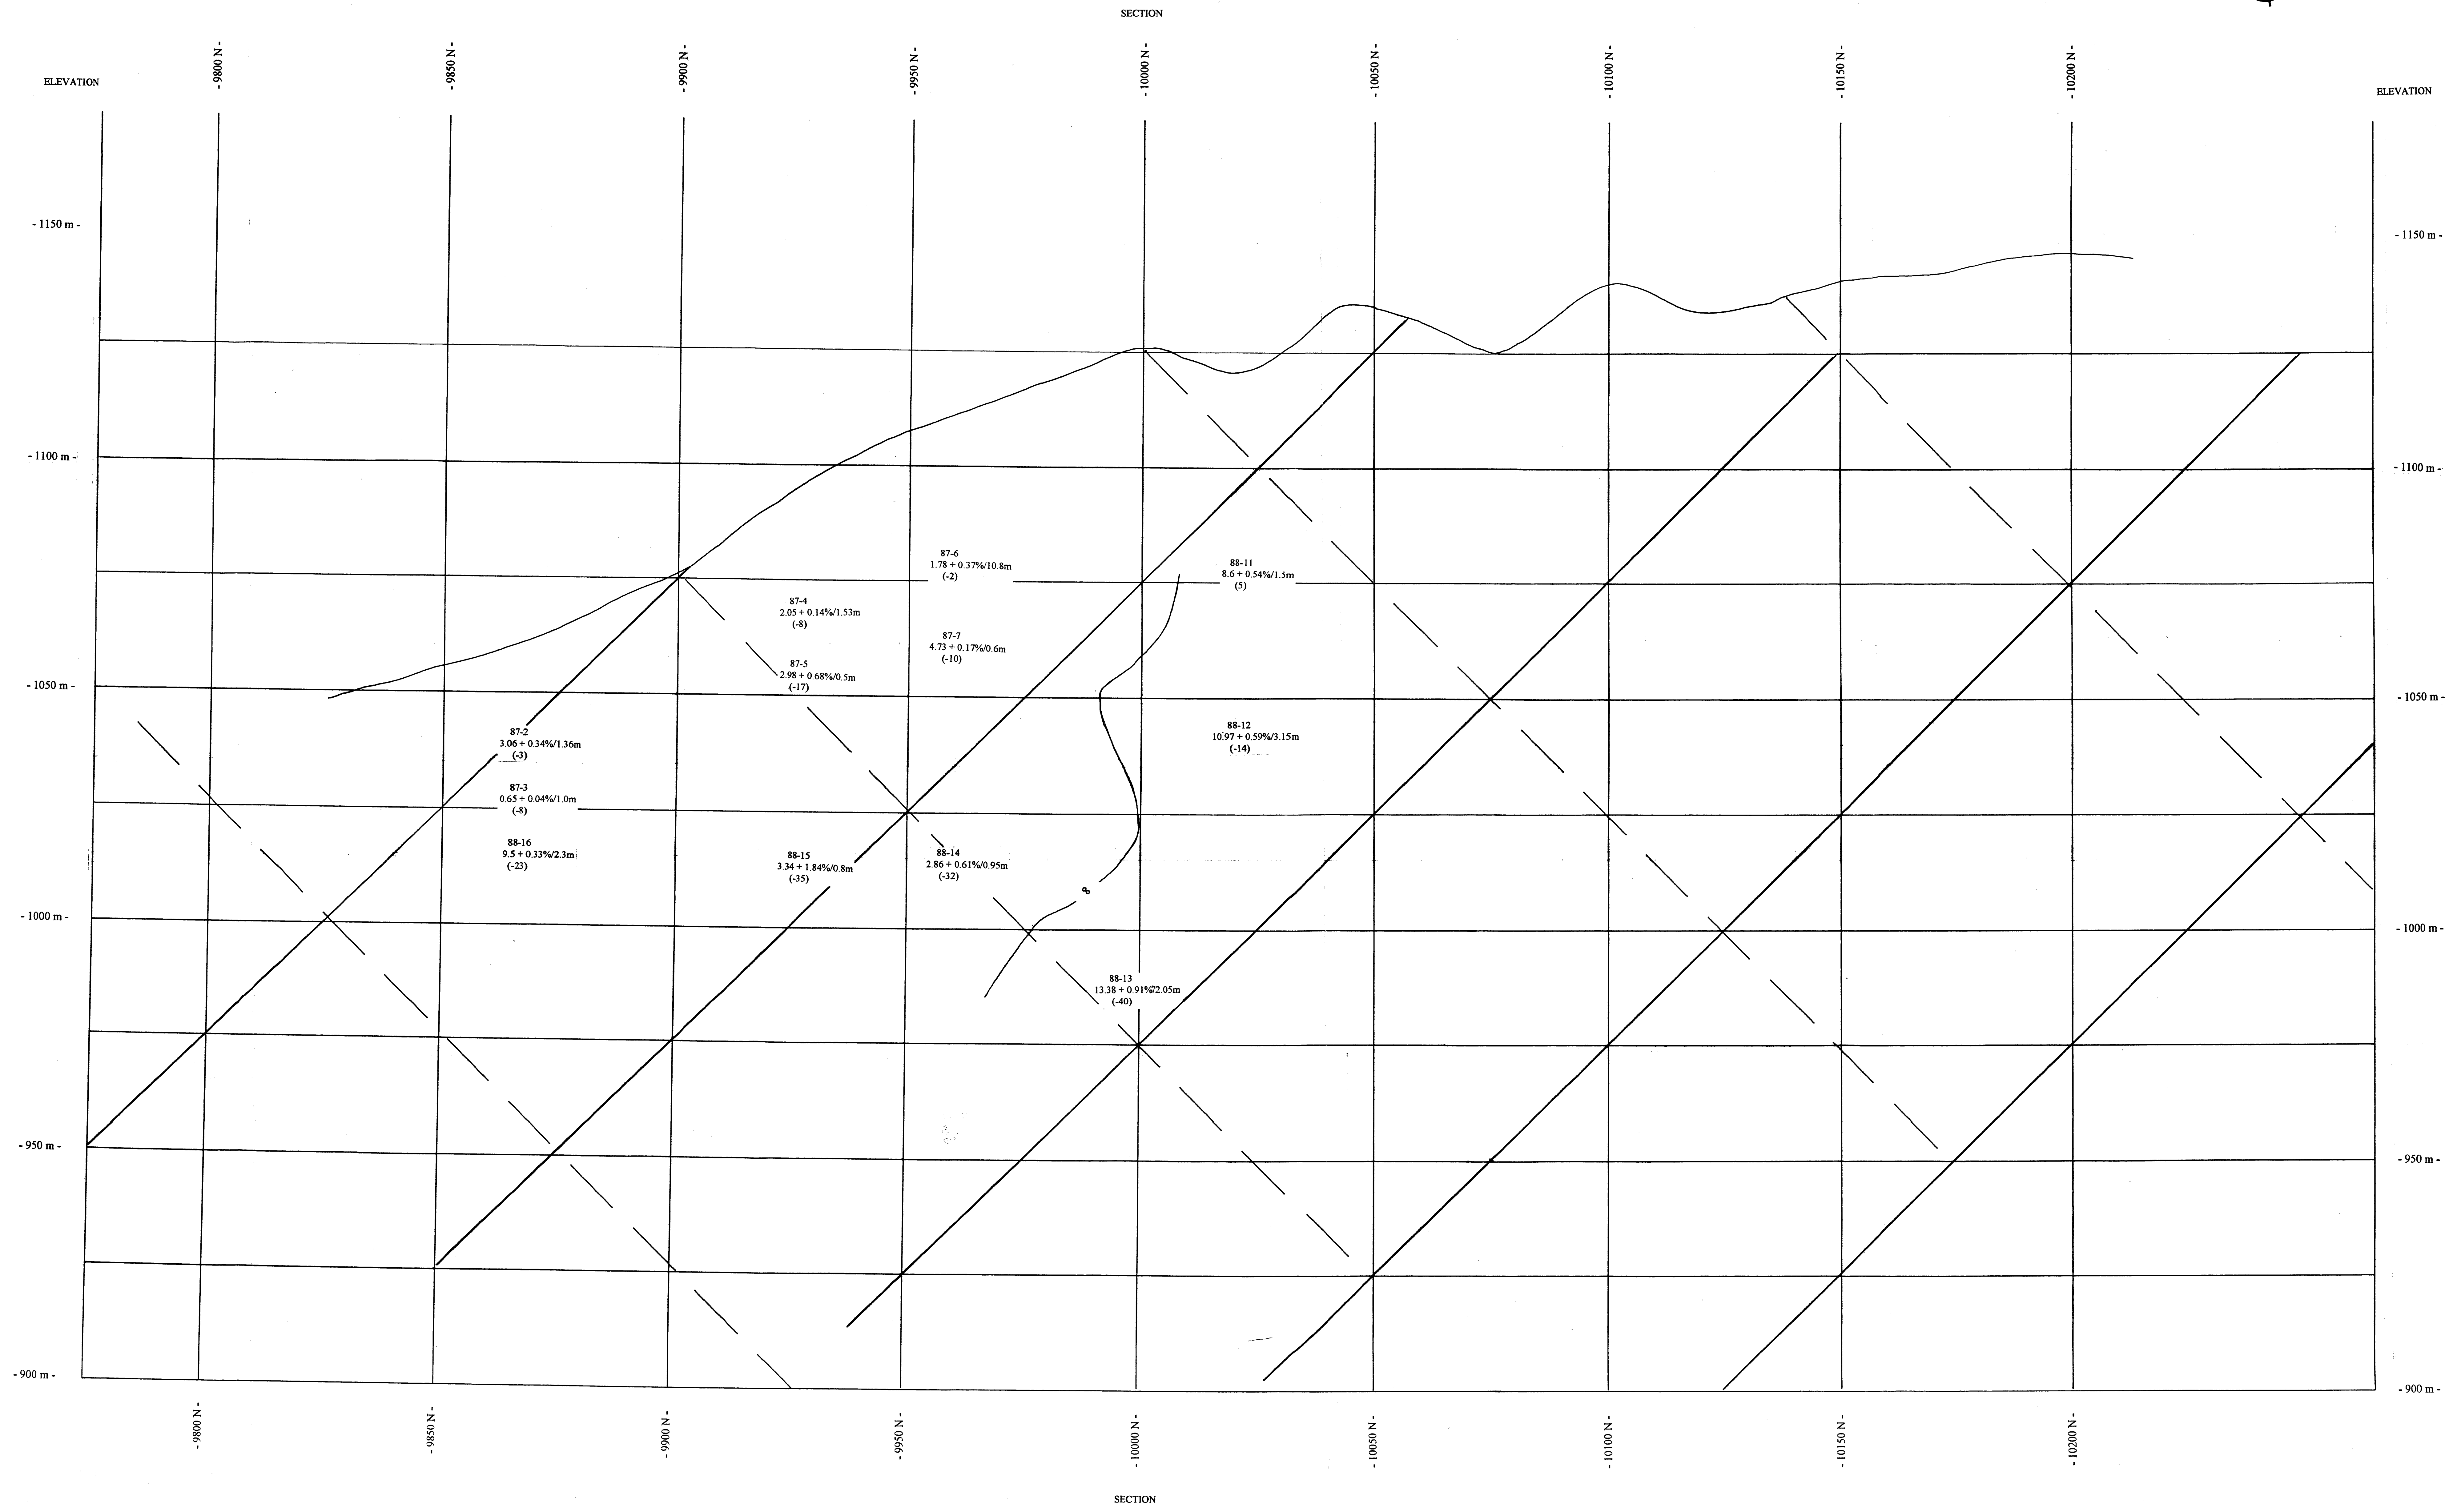 SECTION
- 9800 N -
- 9850 N -
- 9900 N -
- 9950 N -
- 10000 N -
- 10050 N -
- 10100 N -
- 10150 N -
- 10200 N -
ELEVATION
ELEVATION
- 1150 m -
- 1150 m -
- 1100 m -
- 1100 m -
87-6
1.78 + 0.37%/10.8m
(-2)
88-11
8.6 + 0.54%/1.5m
(5)
87-4
2.05 + 0.14%/1.53m
(-8)
87-7
4.73 + 0.17%/0.6m
(-10)
87-5
2.98 + 0.68%/0.5m
(-17)
- 1050 m -
- 1050 m -
87-2
3.06 + 0.34%/1.36m
(-3)
88-12
10.97 + 0.59%/3.15m
(-14)
87-3
0.65 + 0.04%/1.0m
(-8)
88-16
9.5 + 0.33%/2.3m
(-23)
88-15
3.34 + 1.84%/0.8m
(-35)
88-14
2.86 + 0.61%/0.95m
(-32)
8
- 1000 m -
- 1000 m -
88-13
13.38 + 0.91%/2.05m
(-40)
- 950 m -
- 950 m -
- 900 m -
- 900 m -
- 9800 N -
- 9850 N -
- 9900 N -
- 9950 N -
- 10000 N -
- 10050 N -
- 10100 N -
- 10150 N -
- 10200 N -
SECTION